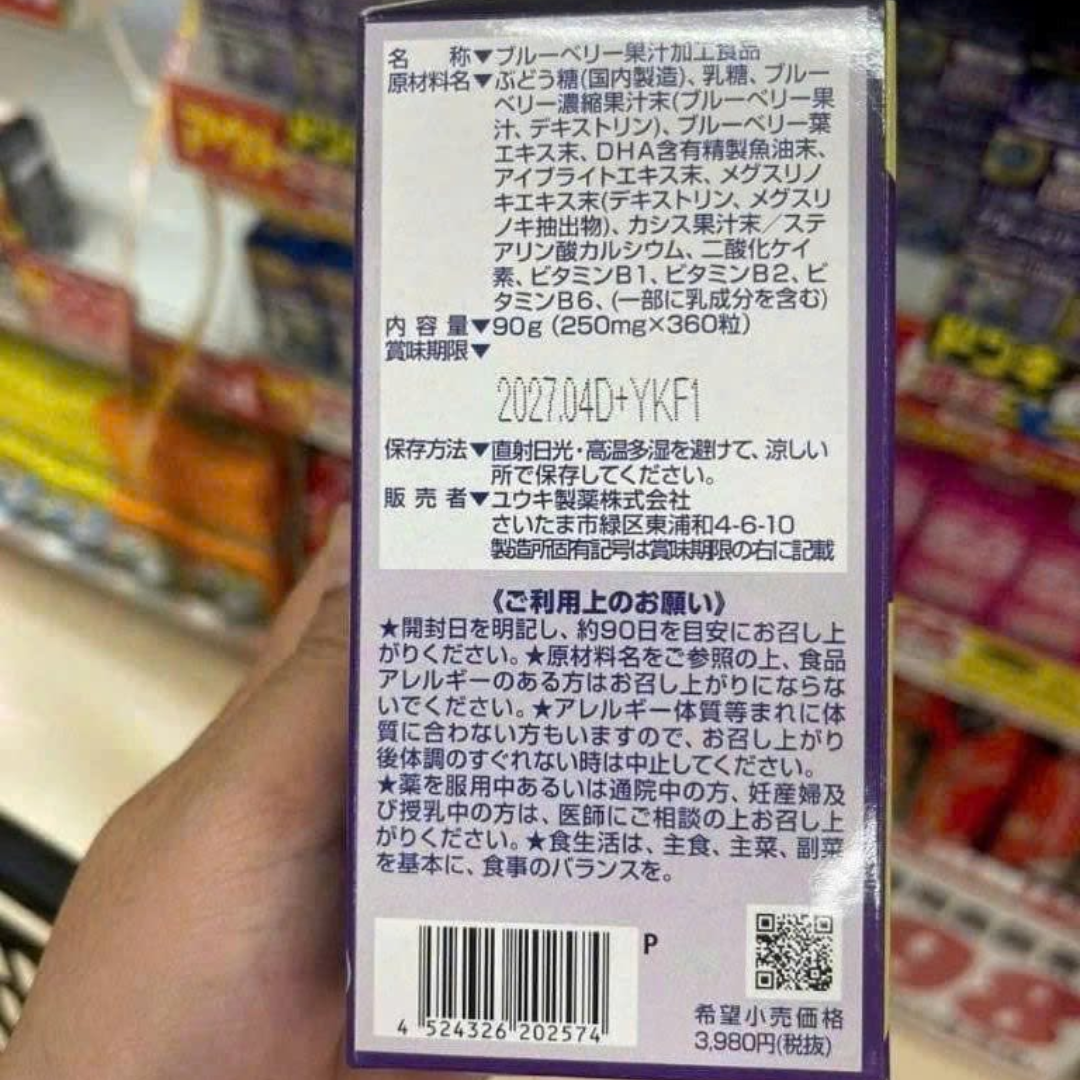 名 称▼ブルーベリー果汁加工食品
原材料名▼ぶどう糖(国内製造)、乳糖、ブルー
ベリー濃縮果汁末(ブルーベリー果
汁、デキストリン)、ブルーベリー葉
エキス末、DHA含有精製魚油末、
アイブライトエキス末、メグスリノ
キエキス末(デキストリン、メグスリ
ノキ抽出物)、カシス果汁末／ステ
アリン酸カルシウム、二酸化ケイ
素、ビタミンB1、ビタミンB2、ビ
タミンB6、(一部に乳成分を含む)
内容量▼90g (250mg×360粒)
賞味期限▼
2027.04D+YKF1
保存方法▼直射日光・高温多湿を避けて、涼しい
所で保存してください。
販売者▼ユウキ製薬株式会社
さいたま市緑区東浦和4-6-10
製造所固有記号は賞味期限の右に記載
《ご利用上のお願い》
★開封日を明記し、約90日を目安にお召し上
がりください。★原材料名をご参照の上、食品
アレルギーのある方はお召し上がりにならな
いでください。★アレルギー体質等まれに体
質に合わない方もいますので、お召し上がり
後体調のすぐれない時は中止してください。
★薬を服用中あるいは通院中の方、妊産婦及
び授乳中の方は、医師にご相談の上お召し上
がりください。★食生活は、主食、主菜、副菜
を基本に、食事のバランスを。
P
4 524326 202574
希望小売価格
3,980円(税抜)
98